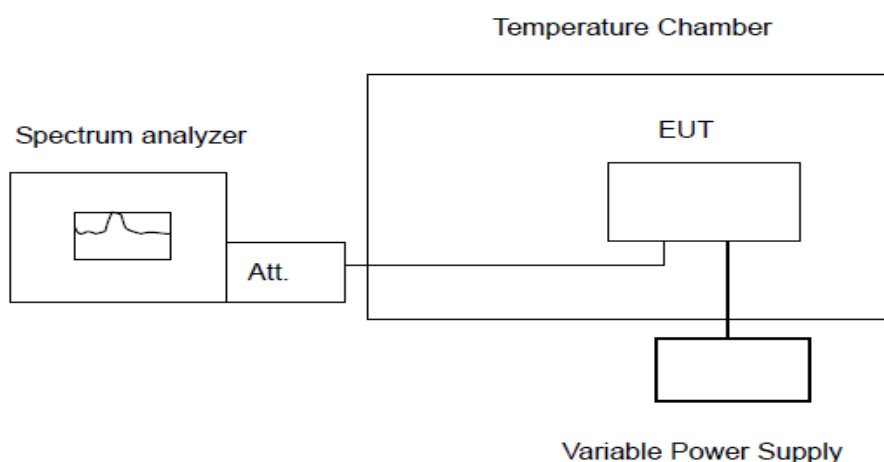 Temperature Chamber
Spectrum analyzer
EUT
Att.
Variable Power Supply